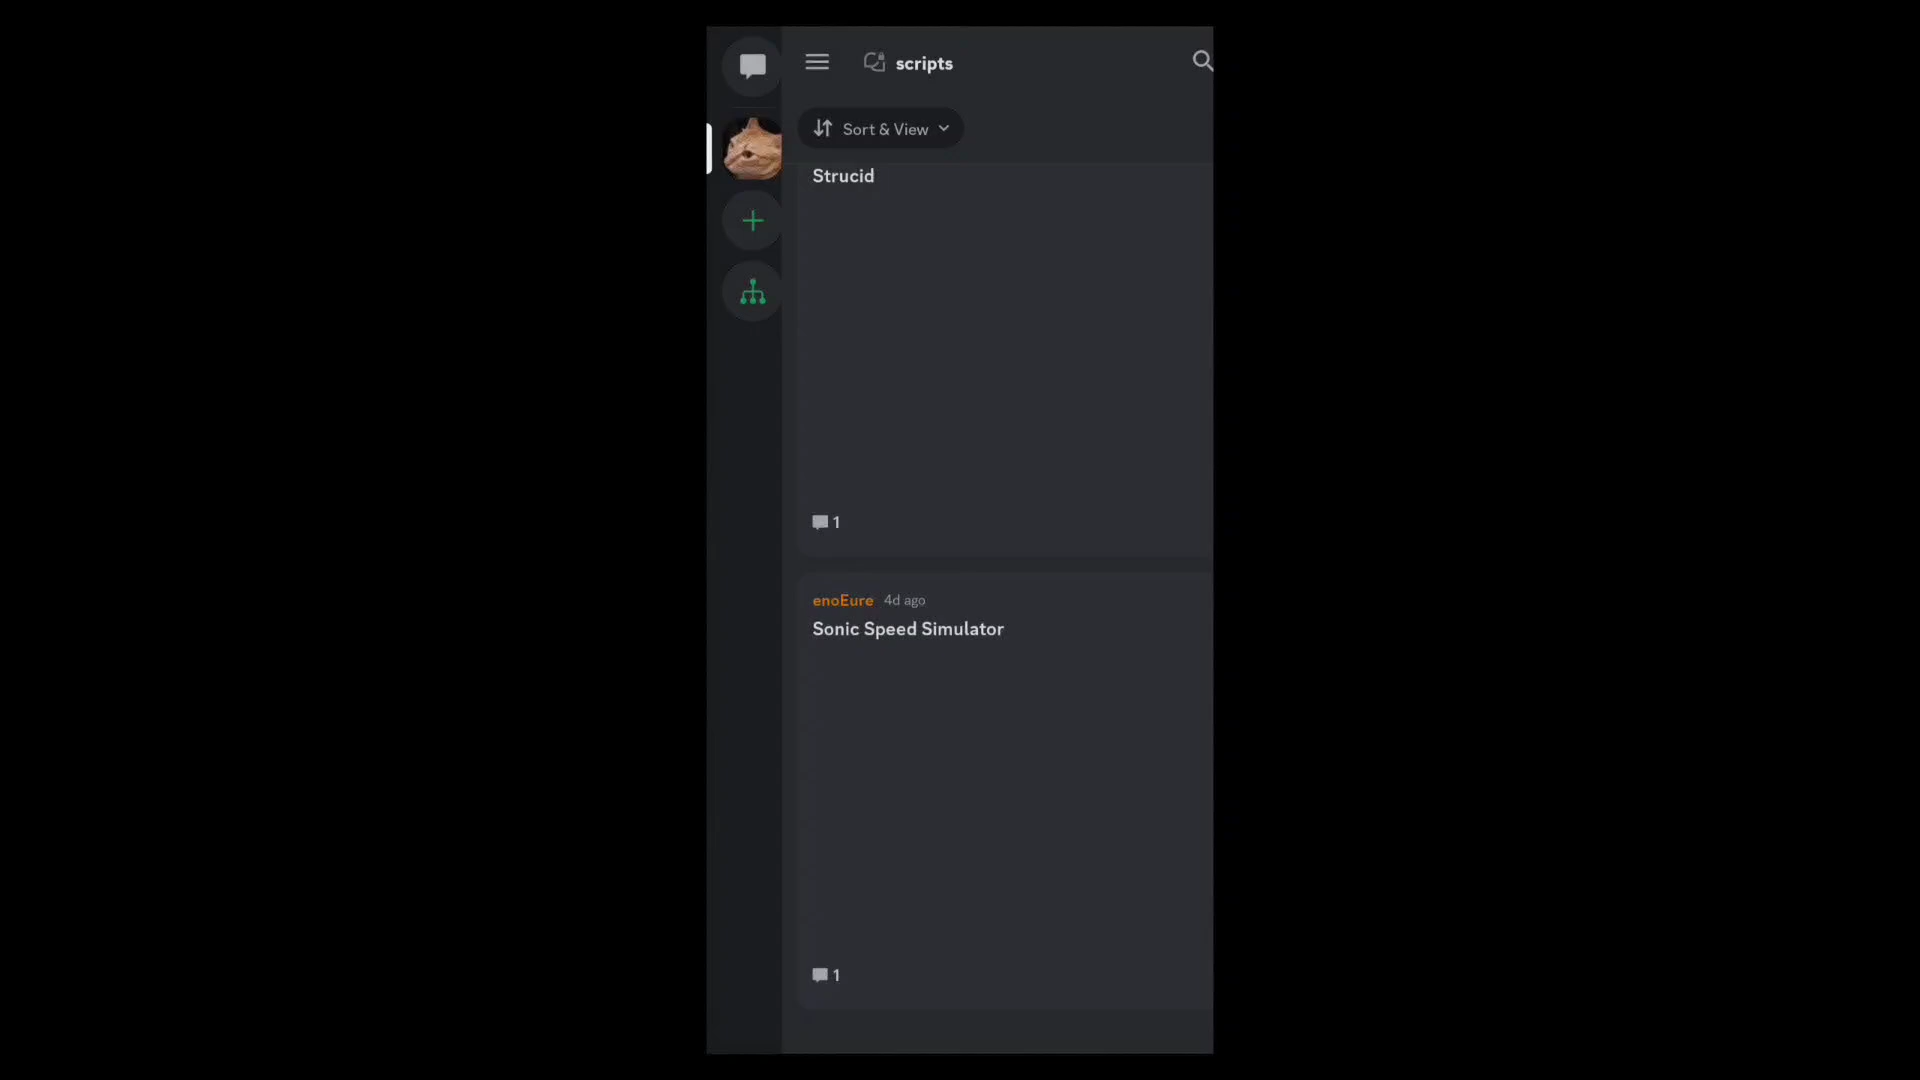 scripts
Sort & View
Strucid
1
enoEure 4d ago
Sonic Speed Simulator
1